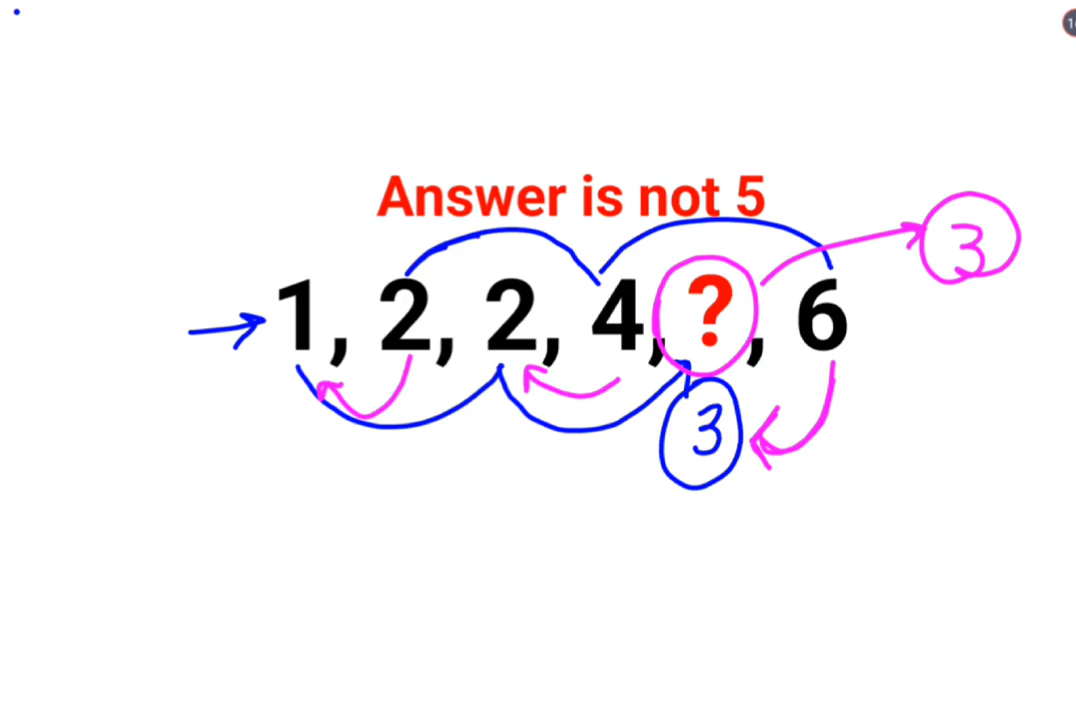 Answer is not 5
3
1, 2, 2, 4, ?, 6
3